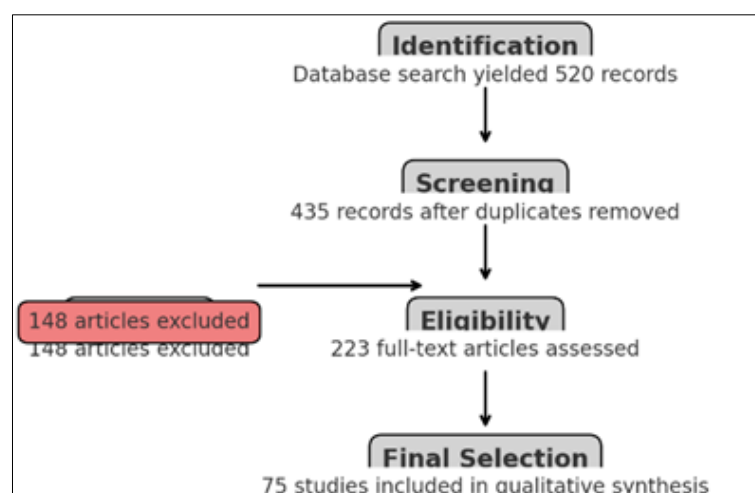 Identification
Database search yielded 520 records
Screening
435 records after duplicates removed
148 articles excluded
148 articles excluded
Eligibility
223 full-text articles assessed
Final Selection
75 studies included in qualitative synthesis